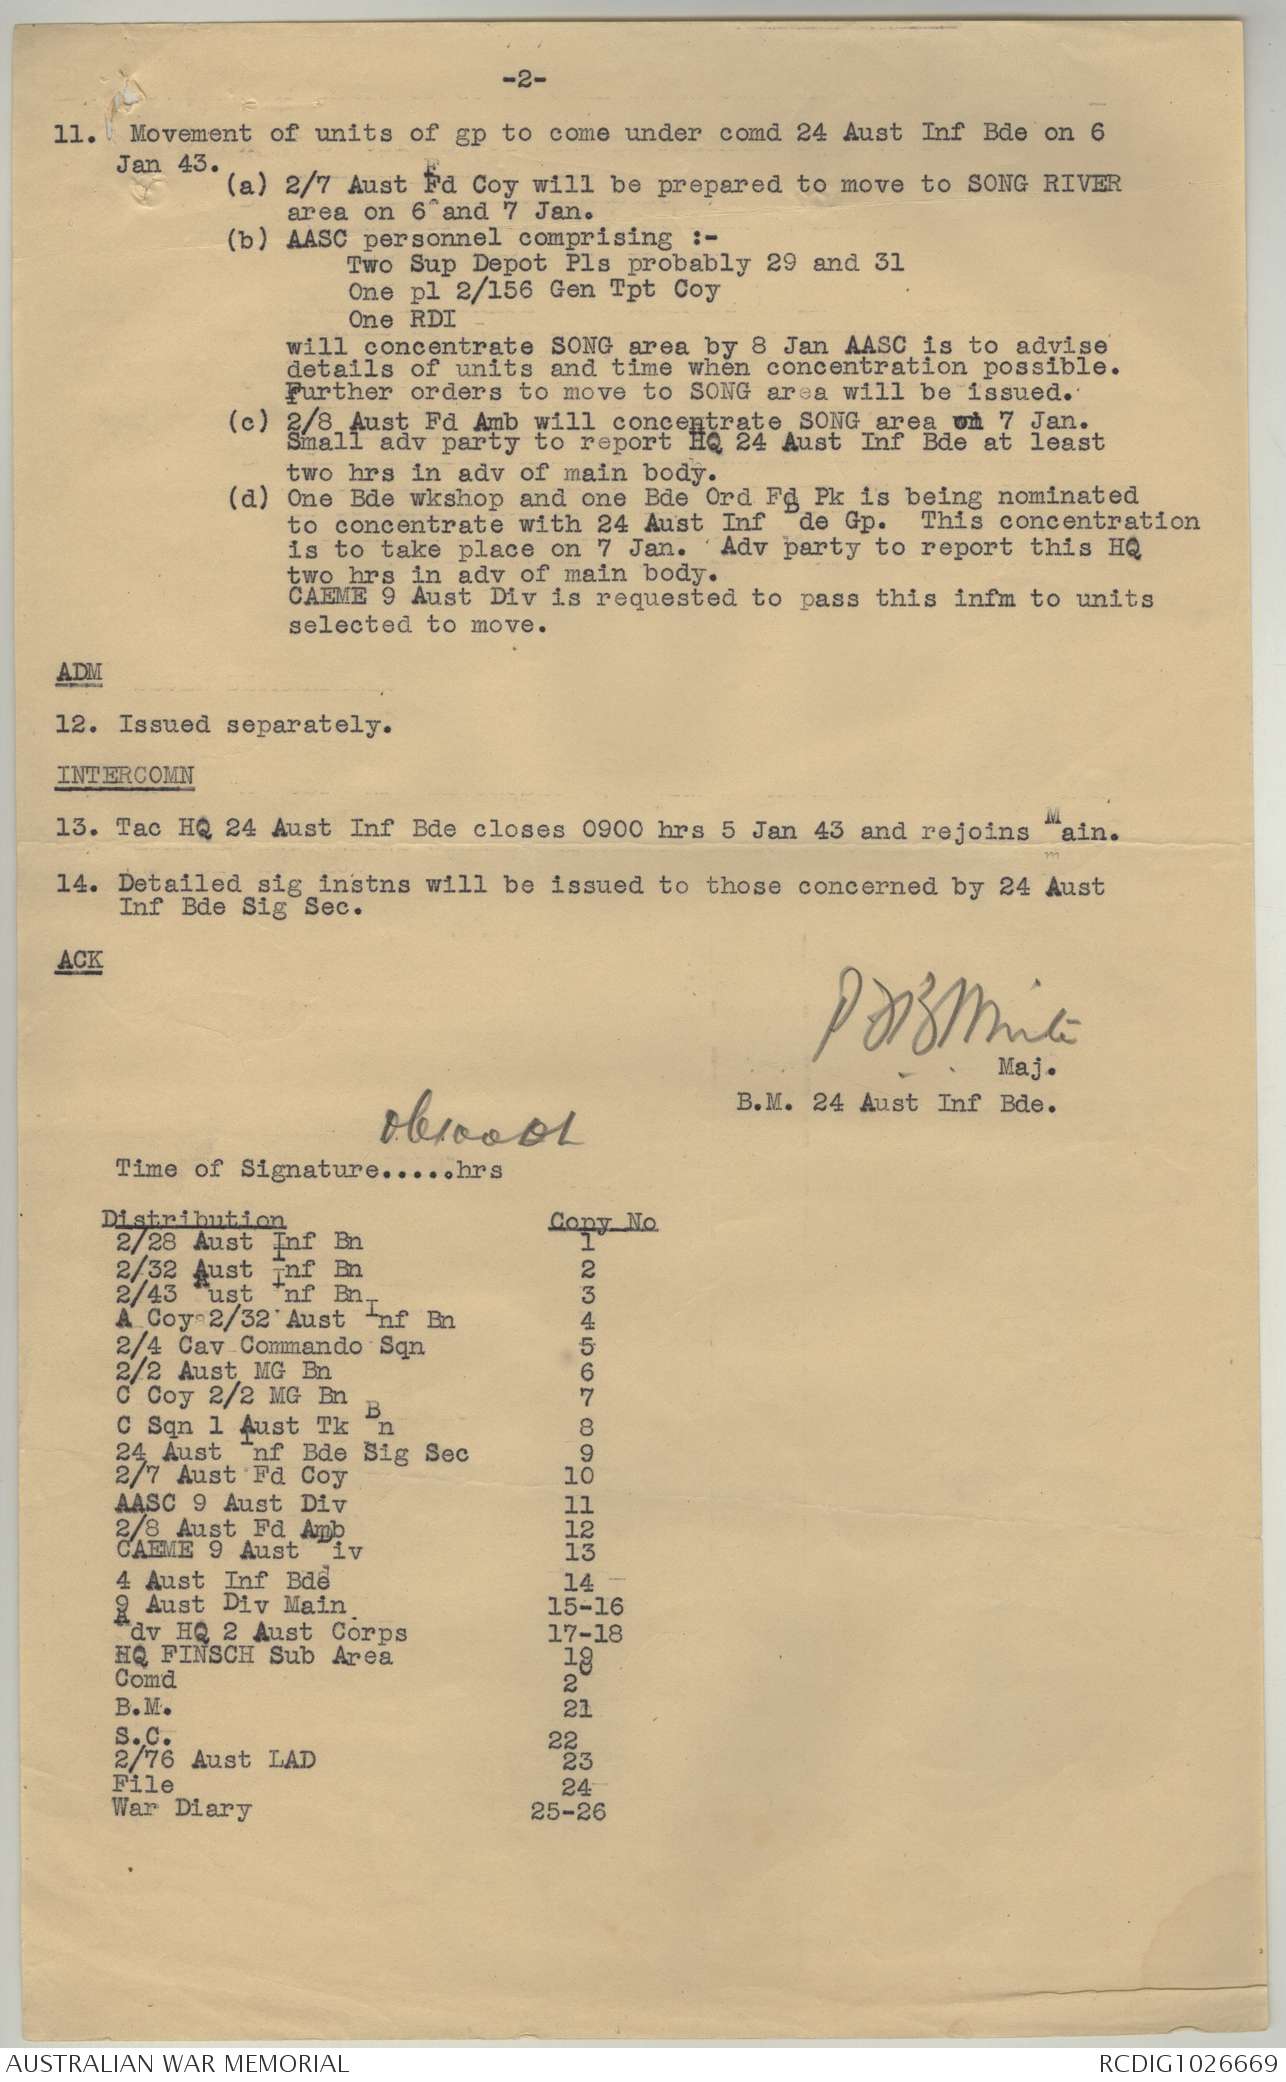 -2-
11. Movement of units of gp to come under comd 24 Aust Inf Bde on 6
Jan 43.
(a) 2/7 Aust Fd Coy will be prepared to move to SONG RIVER
area on 6 and 7 Jan.
(b) AASC personnel comprising :-
Two Sup Depot Pls probably 29 and 31
One pl 2/156 Gen Tpt Coy
One RDI
will concentrate SONG area by 8 Jan AASC is to advise
details of units and time when concentration possible.
Further orders to move to SONG area will be issued.
(c) 2/8 Aust Fd Amb will concentrate SONG area on 7 Jan.
Small adv party to report HQ 24 Aust Inf Bde at least
two hrs in adv of main body.
(d) One Bde wkshop and one Bde Ord Fd Pk is being nominated
to concentrate with 24 Aust Inf Bde Gp. This concentration
is to take place on 7 Jan. Adv party to report this HQ
two hrs in adv of main body.
CAEME 9 Aust Div is requested to pass this infm to units
selected to move.
ADM
12. Issued separately.
INTERCOMN
13. Tac HQ 24 Aust Inf Bde closes 0900 hrs 5 Jan 43 and rejoins Main.
14. Detailed sig instns will be issued to those concerned by 24 Aust
Inf Bde Sig Sec.
ACK
Maj.
B.M. 24 Aust Inf Bde.
Time of Signature.....hrs
Distribution Copy No
2/28 Aust Inf Bn 1
2/32 Aust Inf Bn 2
2/43 Aust Inf Bn 3
A Coy 2/32 Aust Inf Bn 4
2/4 Cav Commando Sqn 5
2/2 Aust MG Bn 6
C Coy 2/2 MG Bn 7
C Sqn 1 Aust Tk Bn 8
24 Aust Inf Bde Sig Sec 9
2/7 Aust Fd Coy 10
AASC 9 Aust Div 11
2/8 Aust Fd Amb 12
CAEME 9 Aust Div 13
4 Aust Inf Bde 14
9 Aust Div Main 15-16
Adv HQ 2 Aust Corps 17-18
HQ FINSCH Sub Area 19
Comd 20
B.M. 21
S.C. 22
2/76 Aust LAD 23
File 24
War Diary 25-26
AUSTRALIAN WAR MEMORIAL RCDIG1026669